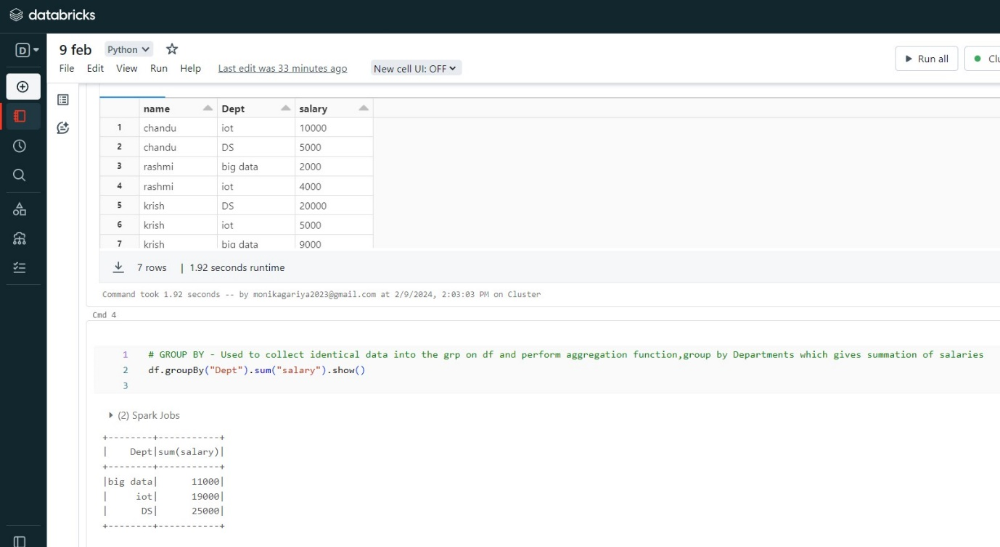 databricks
D
9 feb Python
File Edit View Run Help Last edit was 33 minutes ago New cell UI: OFF
Run all
Clu
name Dept salary
1 chandu iot 10000
2 chandu DS 5000
3 rashmi big data 2000
4 rashmi iot 4000
5 krish DS 20000
6 krish iot 5000
7 krish big data 9000
7 rows | 1.92 seconds runtime
Command took 1.92 seconds -- by monikagariya2023@gmail.com at 2/9/2024, 2:03:03 PM on Cluster
Cmd 4
1 # GROUP BY - Used to collect identical data into the grp on df and perform aggregation function,group by Departments which gives summation of salaries
2 df.groupBy("Dept").sum("salary").show()
3
(2) Spark Jobs
+--------+-----------+
|    Dept|sum(salary)|
+--------+-----------+
|big data|      11000|
|     iot|      19000|
|      DS|      25000|
+--------+-----------+